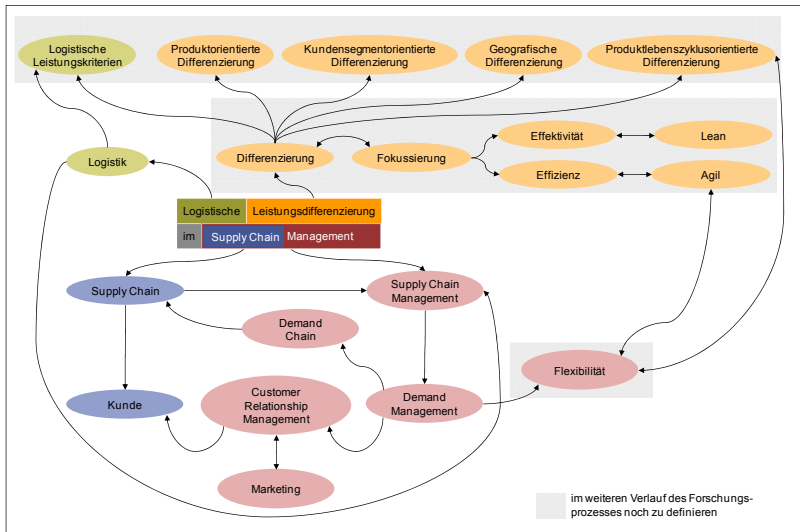 Logistische
Leistungskriterien
Produktorientierte
Differenzierung
Kundensegmentorientierte
Differenzierung
Geografische
Differenzierung
Produktlebenszyklusorientierte
Differenzierung
Logistik
Differenzierung
Fokussierung
Effektivität
Lean
Effizienz
Agil
Logistische Leistungsdifferenzierung
im Supply Chain Management
Supply Chain
Supply Chain
Management
Demand
Chain
Flexibilität
Kunde
Customer
Relationship
Management
Demand
Management
Marketing
im weiteren Verlauf des Forschungs-
prozesses noch zu definieren